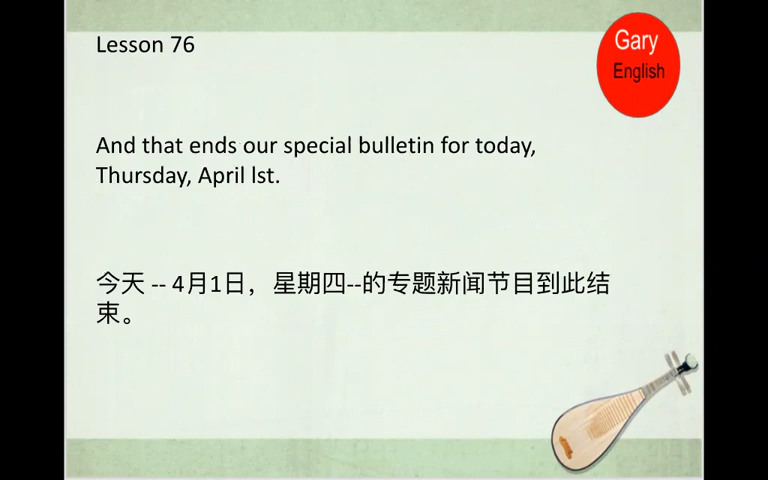 Lesson 76
Gary
English
And that ends our special bulletin for today,
Thursday, April lst.
今天 -- 4月1日，星期四--的专题新闻节目到此结
束。